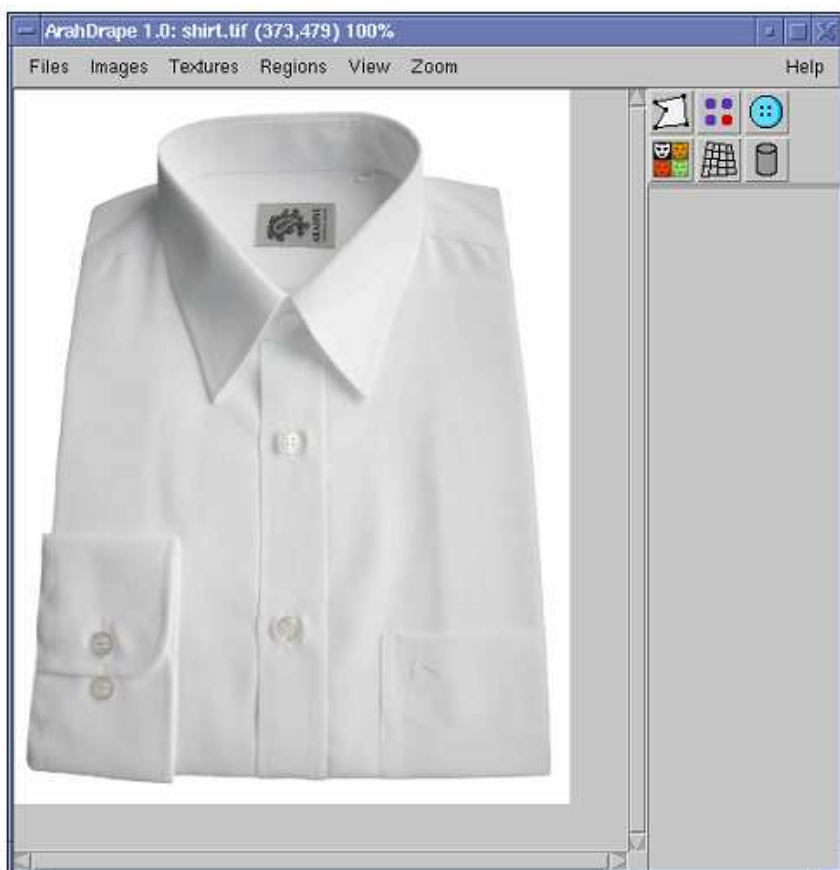 ArahDrape 1.0: shirt.tif (373,479) 100%
Files Images Textures Regions View Zoom Help